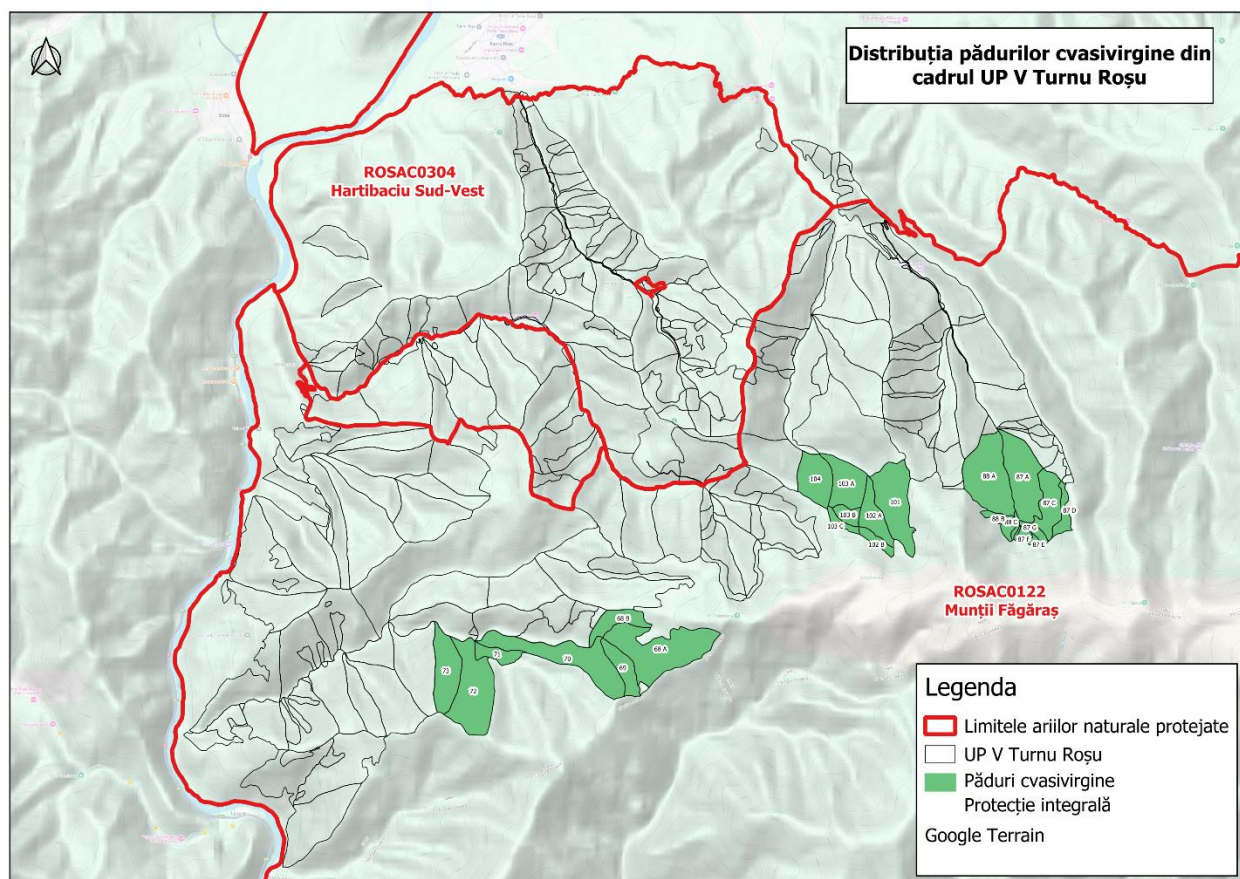 Distribuția pădurilor cvasivirgine din
cadrul UP V Turnu Roșu
ROSAC0304
Hartibaciu Sud-Vest
104
103 A
101
103 B
102 A
103 C
102 B
88 A
87 A
87 C
87 D
88 B
87 G
87 F
87 E
ROSAC0122
Munții Făgăraș
68 B
68 A
71
70
69
73
72
Legenda
Limitele ariilor naturale protejate
UP V Turnu Roșu
Păduri cvasivirgine
Protecție integrală
Google Terrain